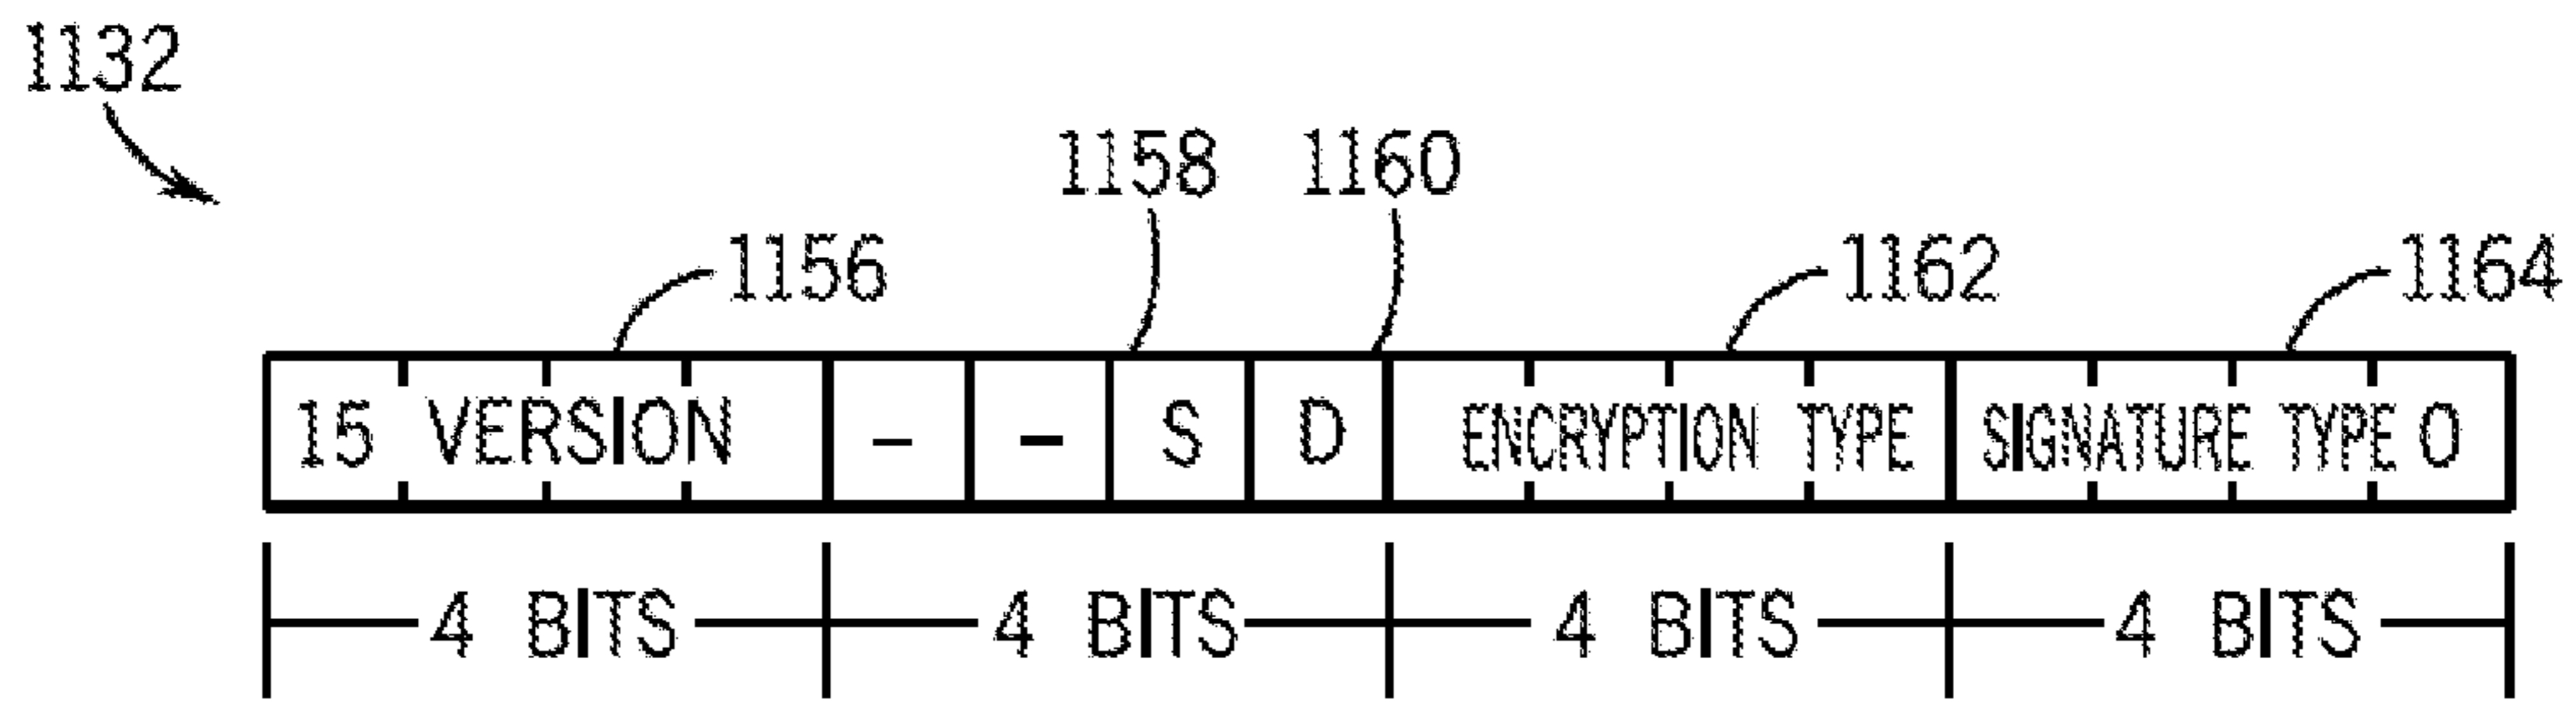 1132
1158 1160
1156 1162 1164
15 VERSION - - S D ENCRYPTION TYPE SIGNATURE TYPE 0
4 BITS 4 BITS 4 BITS 4 BITS